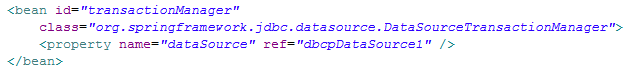 <bean id="transactionManager"
class="org.springframework.jdbc.datasource.DataSourceTransactionManager">
<property name="dataSource" ref="dbcpDataSource1" />
</bean>